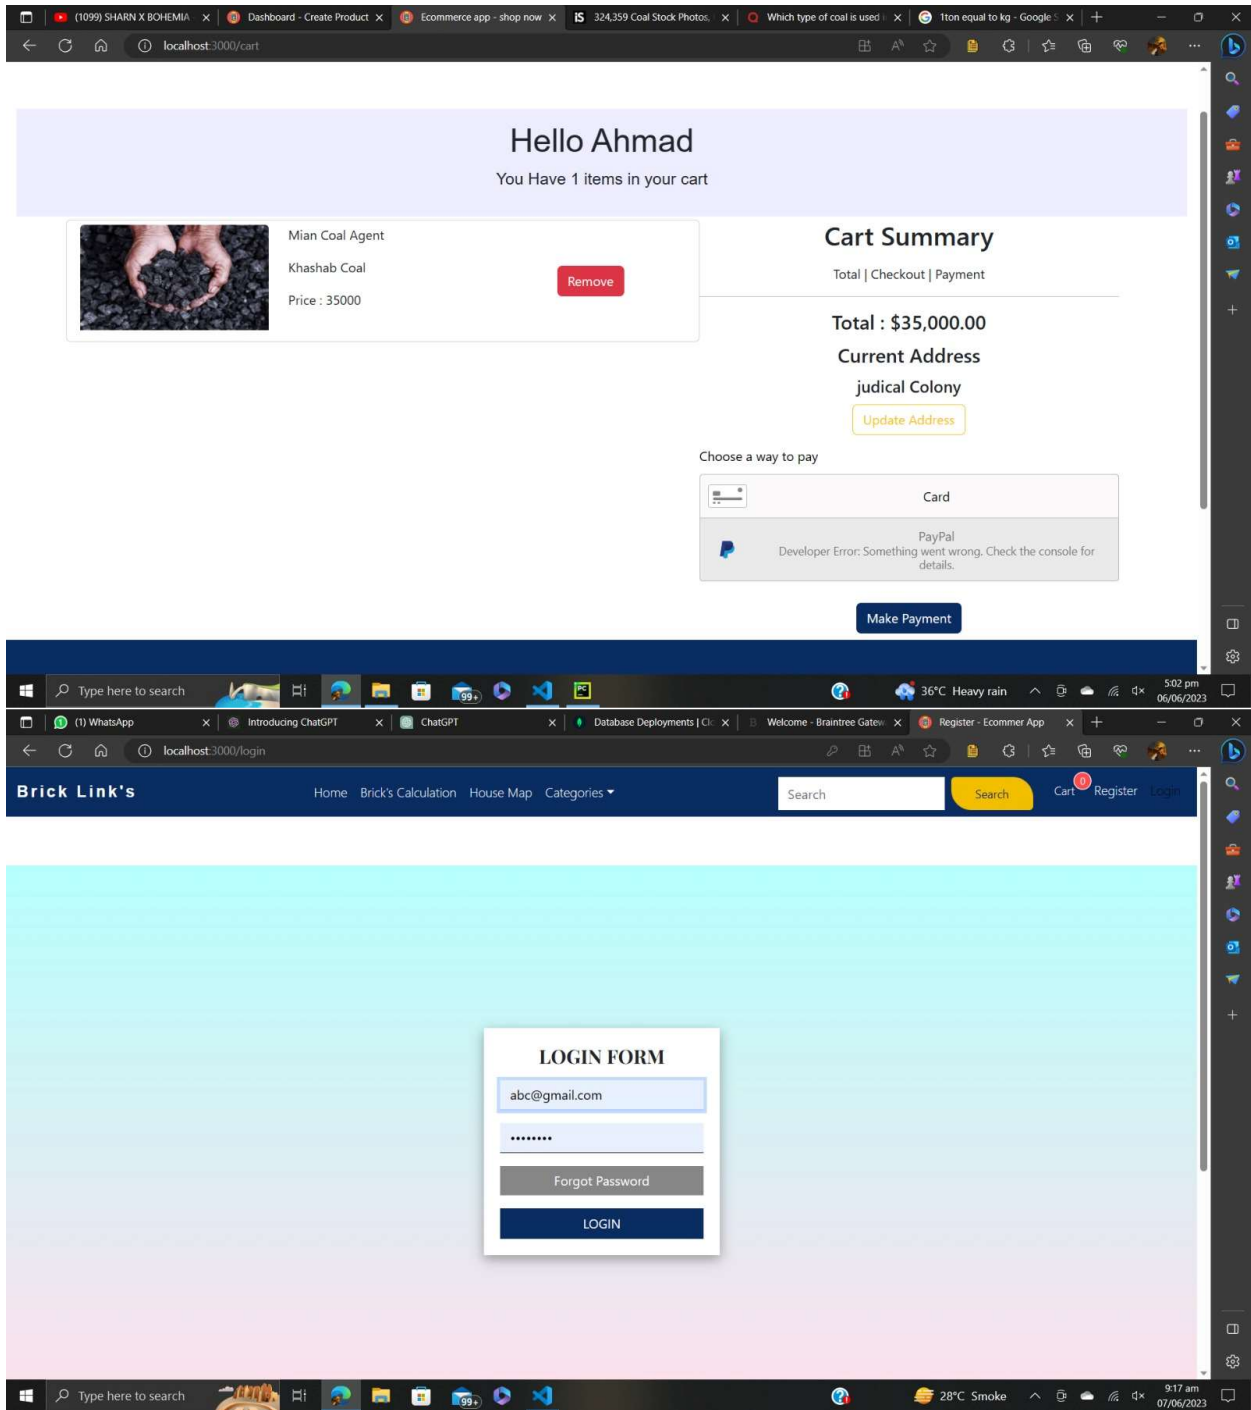 (1099) SHARN X BOHEMIA
Dashboard - Create Product
Ecommerce app - shop now
iS 324,359 Coal Stock Photos,
Which type of coal is used i
1ton equal to kg - Google S
localhost:3000/cart
Hello Ahmad
You Have 1 items in your cart
Mian Coal Agent
Khashab Coal
Price : 35000
Remove
Cart Summary
Total | Checkout | Payment
Total : $35,000.00
Current Address
judical Colony
Update Address
Choose a way to pay
Card
PayPal
Developer Error: Something went wrong. Check the console for
details.
Make Payment
Type here to search
99+
PC
36°C Heavy rain
5:02 pm
06/06/2023
(1) WhatsApp
Introducing ChatGPT
ChatGPT
Database Deployments | Clo
Welcome - Braintree Gatew
Register - Ecommer App
localhost:3000/login
Brick Link's
Home Brick's Calculation House Map Categories
Search
Search
Cart 0 Register Login
LOGIN FORM
abc@gmail.com
••••••••
Forgot Password
LOGIN
Type here to search
99+
28°C Smoke
9:17 am
07/06/2023